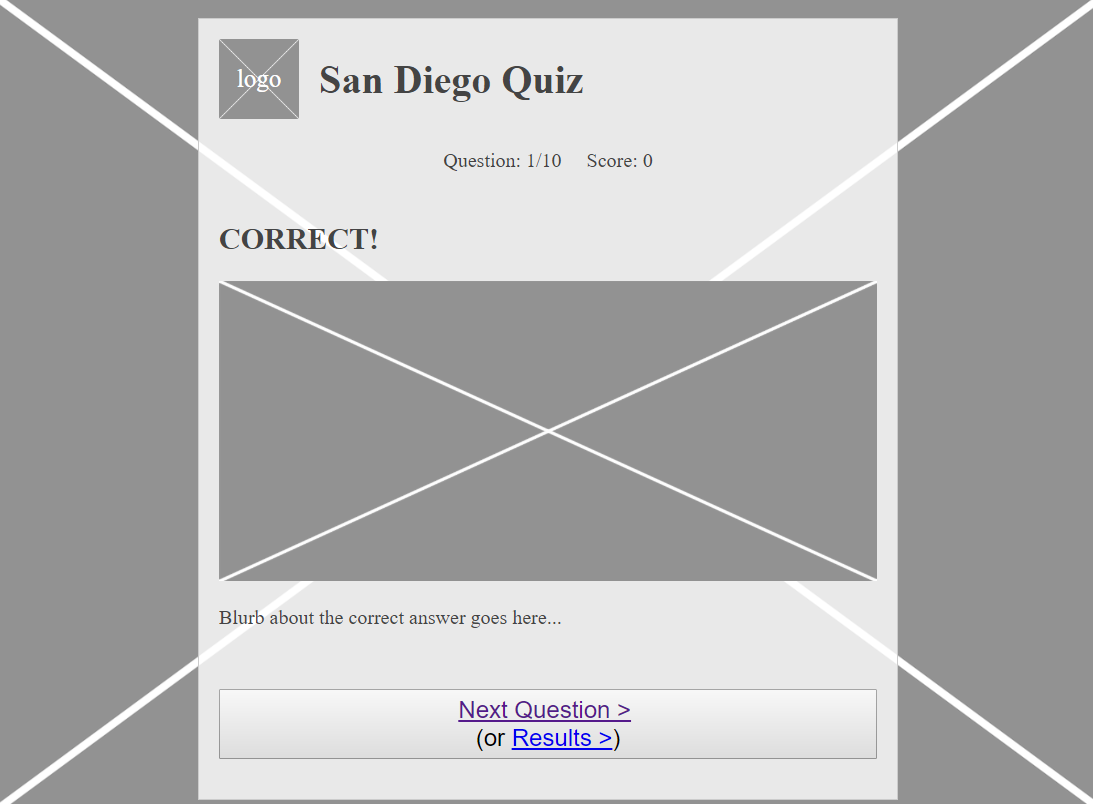 logo
San Diego Quiz
Question: 1/10 Score: 0
CORRECT!
Blurb about the correct answer goes here...
Next Question >
(or Results >)